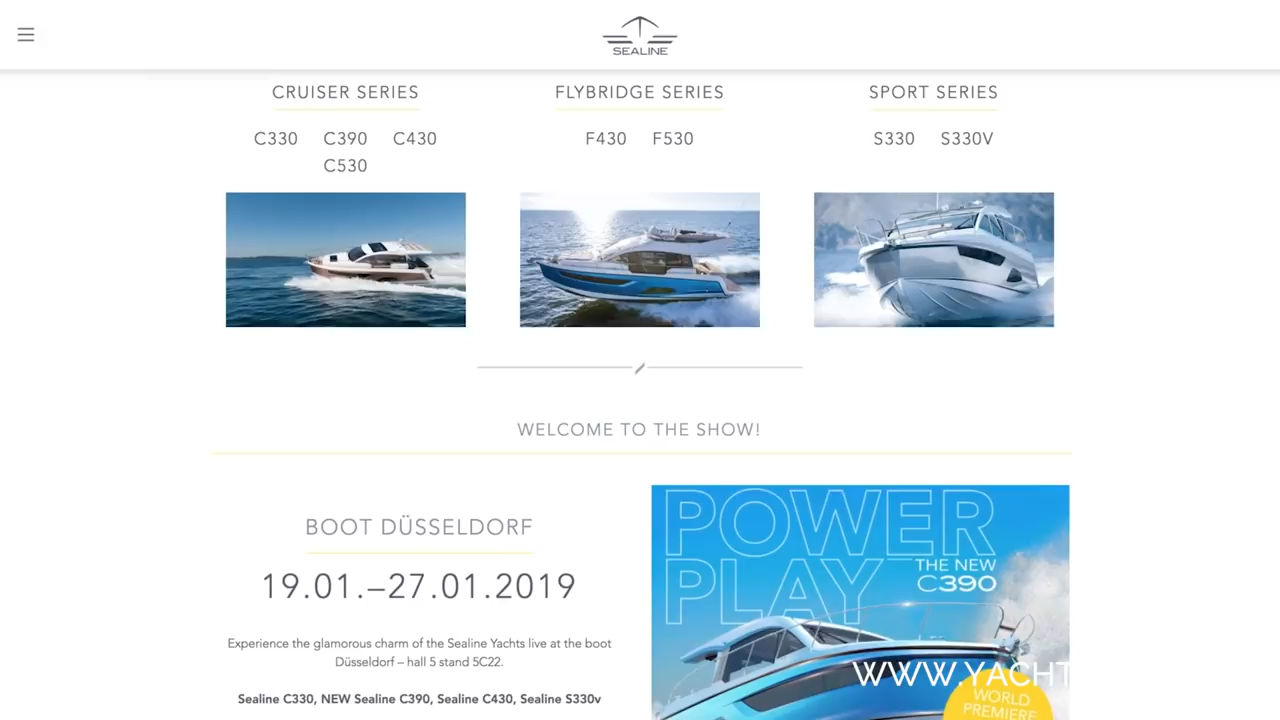 SEALINE
CRUISER SERIES
C330 C390 C430
C530
FLYBRIDGE SERIES
F430 F530
SPORT SERIES
S330 S330V
WELCOME TO THE SHOW!
BOOT DÜSSELDORF
19.01.–27.01.2019
Experience the glamorous charm of the Sealine Yachts live at the boot
Düsseldorf – hall 5 stand 5C22.
Sealine C330, NEW Sealine C390, Sealine C430, Sealine S330v
POWER
PLAY
THE NEW
C390
WWW.YACHT
WORLD
PREMIERE